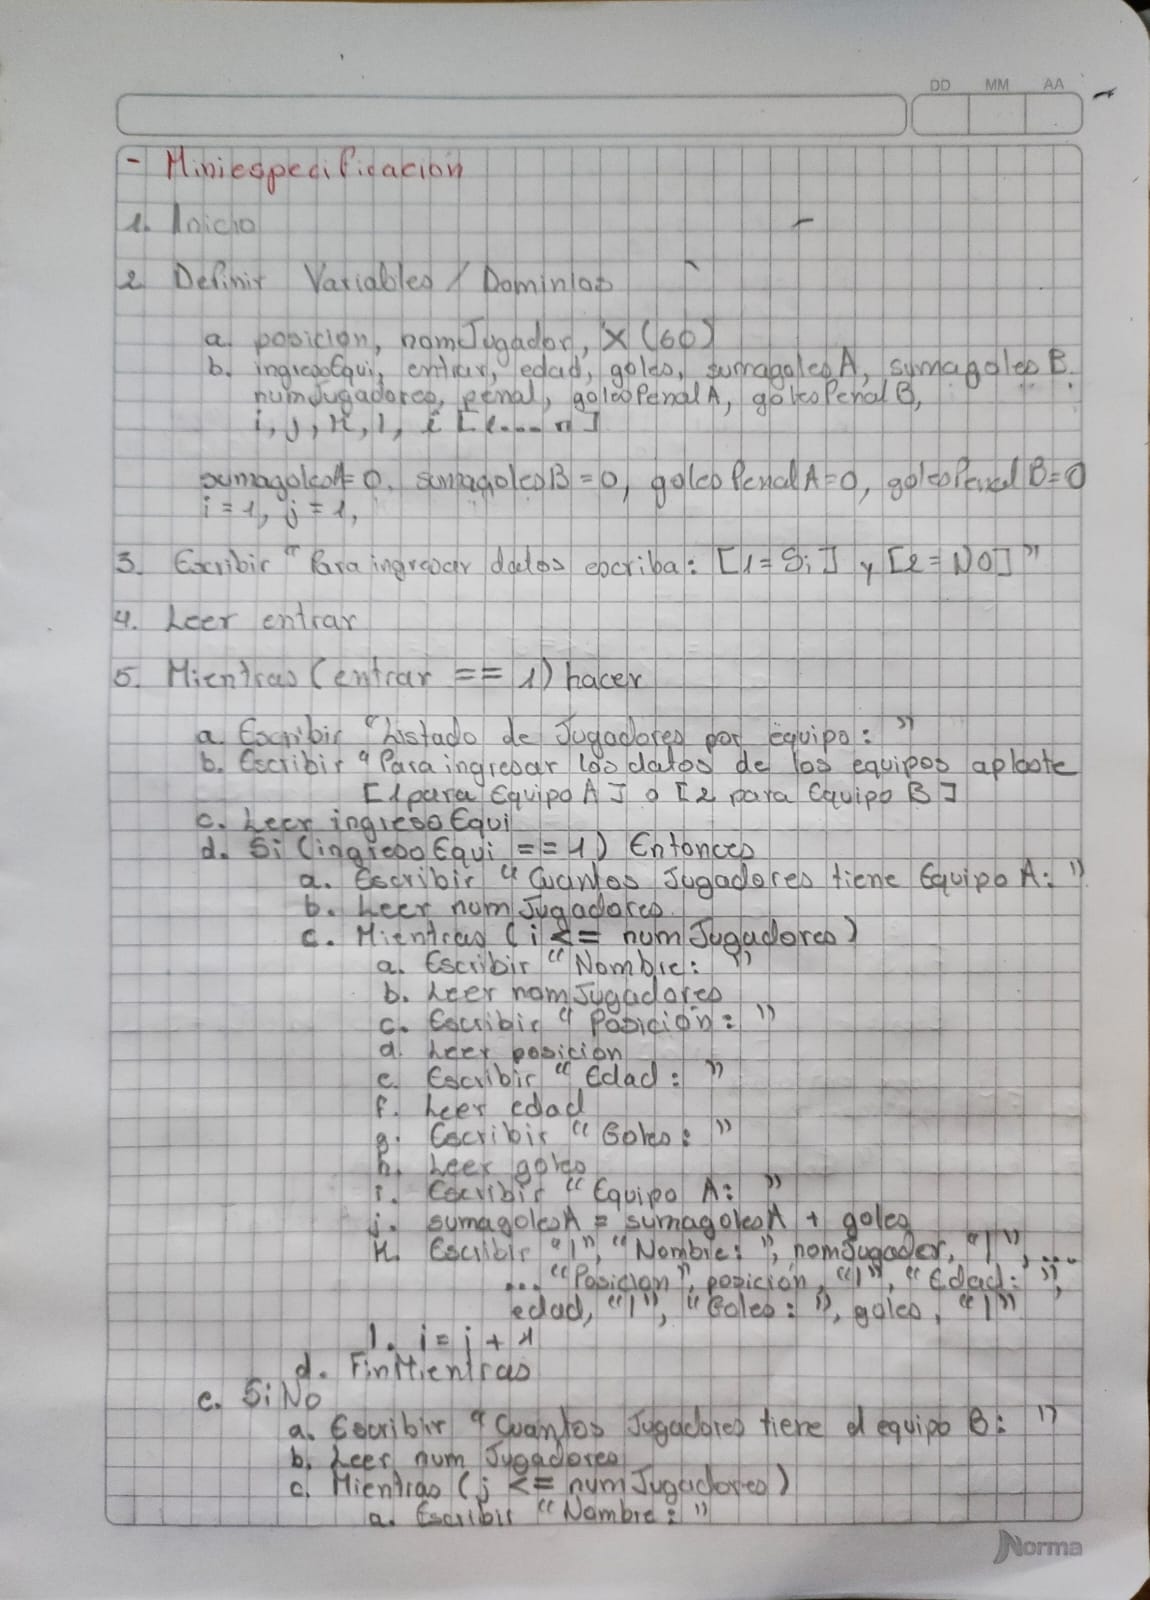 DD MM AA
- Miniespecificacion
1. Inicio
2 Definir Variables / Dominios
a. posicion, nomJugador, X(60)
b. ingresoEqui, entrar, edad, goles, sumagolesA, sumagolesB.
numJugadores, penal, golesPenalA, golesPenalB,
i, j, K, l, i [1....n]
sumagolesA=0, sumagolesB=0, golesPenalA=0, golesPenalB=0
i=1, j=1,
3. Escribir "Para ingresar datos escriba: [1=Si] y [2=NO]"
4. Leer entrar
5. Mientras (entrar == 1) hacer
a. Escribir "Listado de Jugadores por equipo: "
b. Escribir "Para ingresar los datos de los equipos aplaste
[1para Equipo A] o [2 para Equipo B]
c. Leer ingresoEqui
d. Si (ingresoEqui == 1) Entonces
a. Escribir "Cuantos Jugadores tiene Equipo A: "
b. Leer numJugadores.
c. Mientras (i <= numJugadores)
a. Escribir "Nombre: "
b. Leer nomJugadores
c. Escribir "Posición: "
d. Leer posicion
e. Escribir "Edad: "
f. Leer edad
g. Escribir "Goles: "
h. Leer goles
i. Escribir "Equipo A: "
j. sumagolesA = sumagolesA + goles
K. Escribir "|", "Nombre: ", nomJugador, "|", ...
... "Posicion", posición, "|", "Edad: ",
edad, "|", "Goles: ", goles, "|"
l. i = i + 1
d. FinMientras
e. SiNo
a. Escribir "Cuantos Jugadores tiene el equipo B: "
b. Leer num Jugadores
c. Mientras (j <= numJugadores)
a. Escribir "Nombre: "
Norma